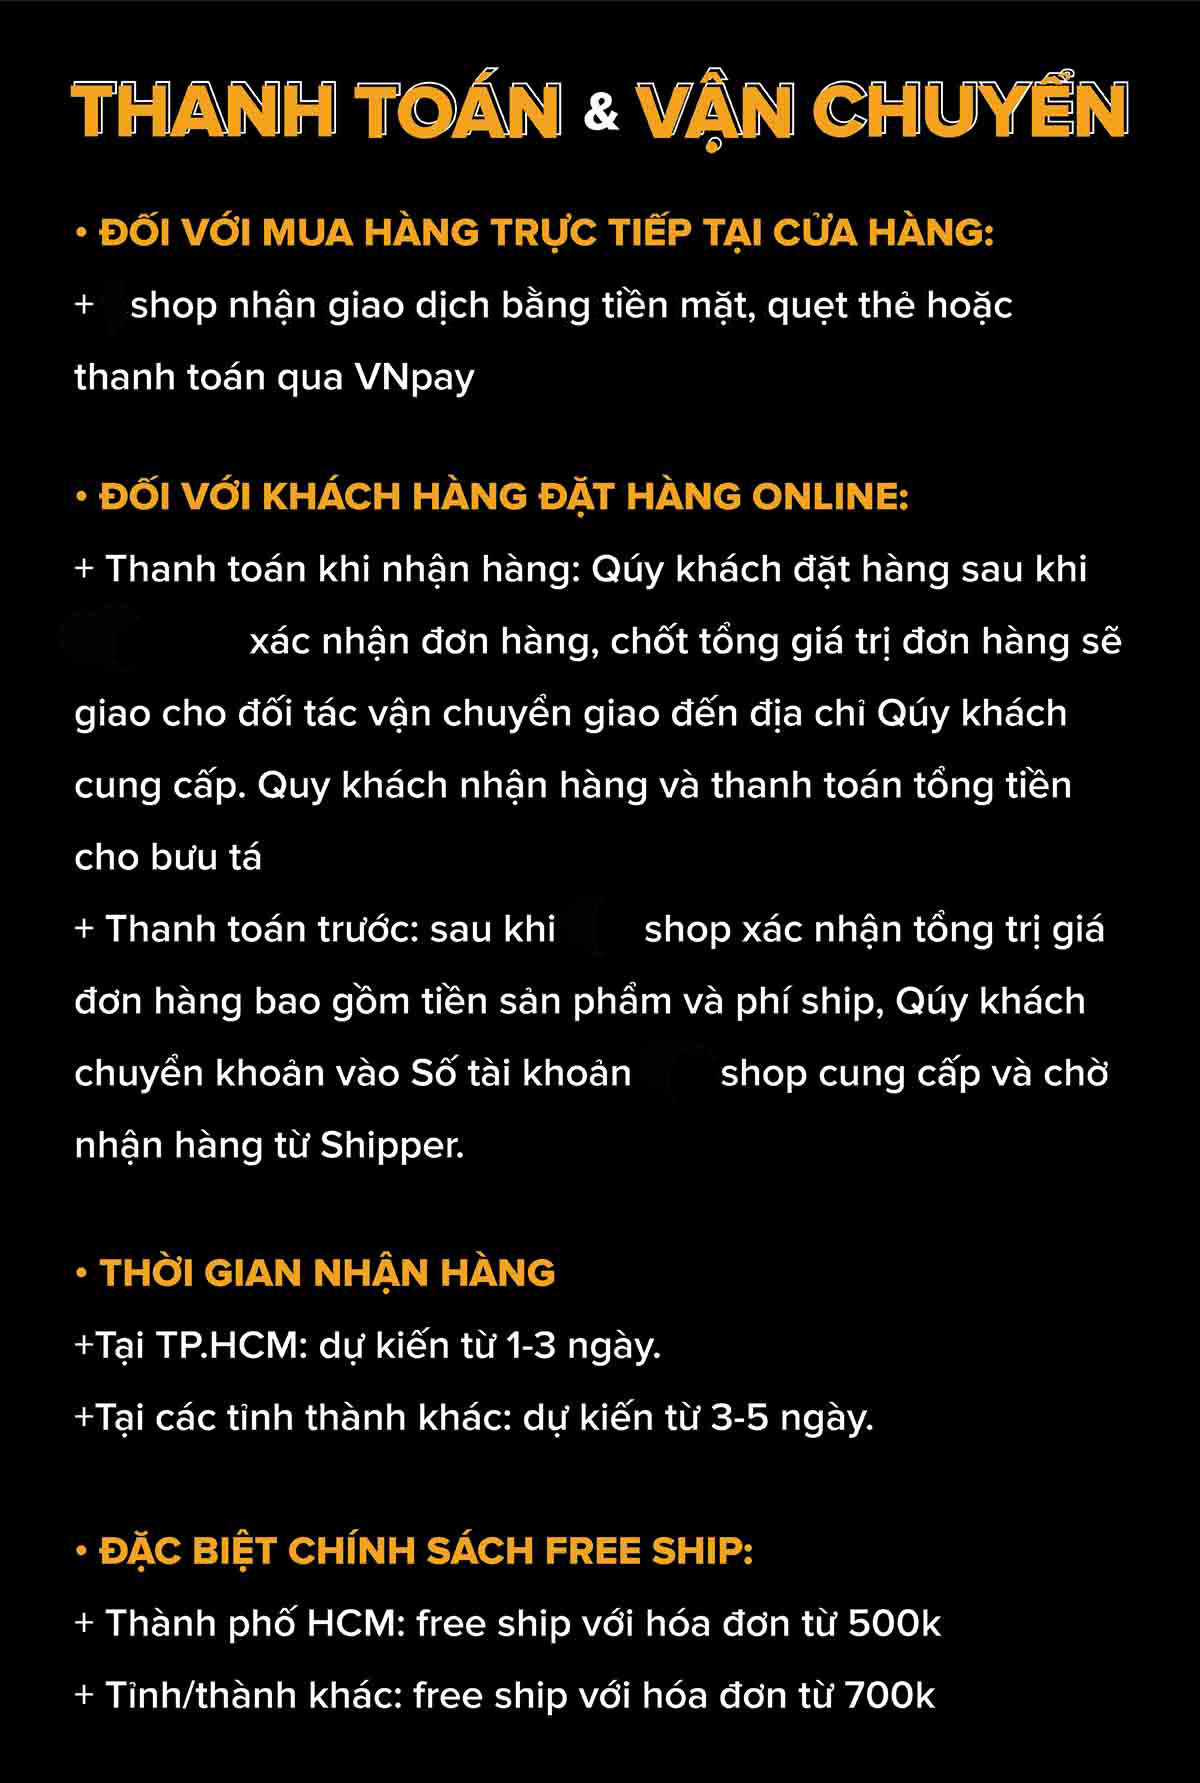 THANH TOÁN & VẬN CHUYỂN
• ĐỐI VỚI MUA HÀNG TRỰC TIẾP TẠI CỬA HÀNG:
+ shop nhận giao dịch bằng tiền mặt, quẹt thẻ hoặc
thanh toán qua VNpay
• ĐỐI VỚI KHÁCH HÀNG ĐẶT HÀNG ONLINE:
+ Thanh toán khi nhận hàng: Qúy khách đặt hàng sau khi
xác nhận đơn hàng, chốt tổng giá trị đơn hàng sẽ
giao cho đối tác vận chuyển giao đến địa chỉ Qúy khách
cung cấp. Quy khách nhận hàng và thanh toán tổng tiền
cho bưu tá
+ Thanh toán trước: sau khi shop xác nhận tổng trị giá
đơn hàng bao gồm tiền sản phẩm và phí ship, Qúy khách
chuyển khoản vào Số tài khoản shop cung cấp và chờ
nhận hàng từ Shipper.
• THỜI GIAN NHẬN HÀNG
+Tại TP.HCM: dự kiến từ 1-3 ngày.
+Tại các tỉnh thành khác: dự kiến từ 3-5 ngày.
• ĐẶC BIỆT CHÍNH SÁCH FREE SHIP:
+ Thành phố HCM: free ship với hóa đơn từ 500k
+ Tỉnh/thành khác: free ship với hóa đơn từ 700k